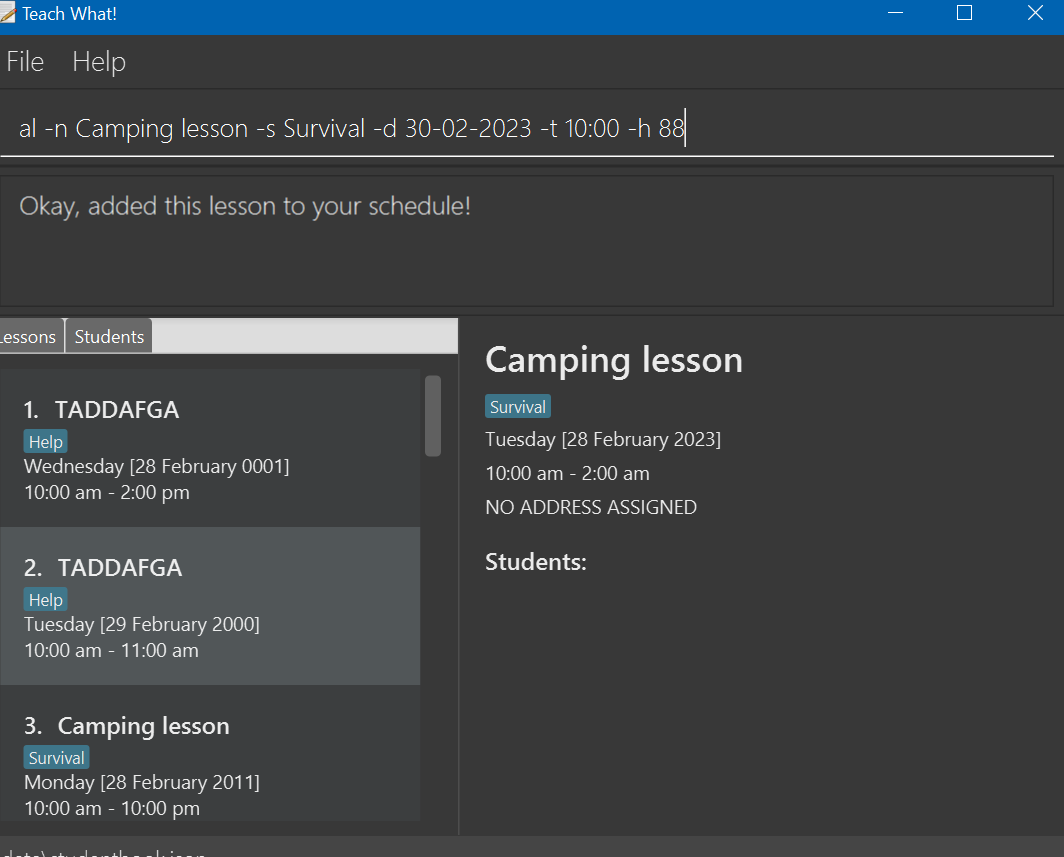 Teach What!
File Help
al -n Camping lesson -s Survival -d 30-02-2023 -t 10:00 -h 88
Okay, added this lesson to your schedule!
Lessons Students
1. TADDAFGA
Help
Wednesday [28 February 0001]
10:00 am - 2:00 pm
2. TADDAFGA
Help
Tuesday [29 February 2000]
10:00 am - 11:00 am
3. Camping lesson
Survival
Monday [28 February 2011]
10:00 am - 10:00 pm
Camping lesson
Survival
Tuesday [28 February 2023]
10:00 am - 2:00 am
NO ADDRESS ASSIGNED
Students: